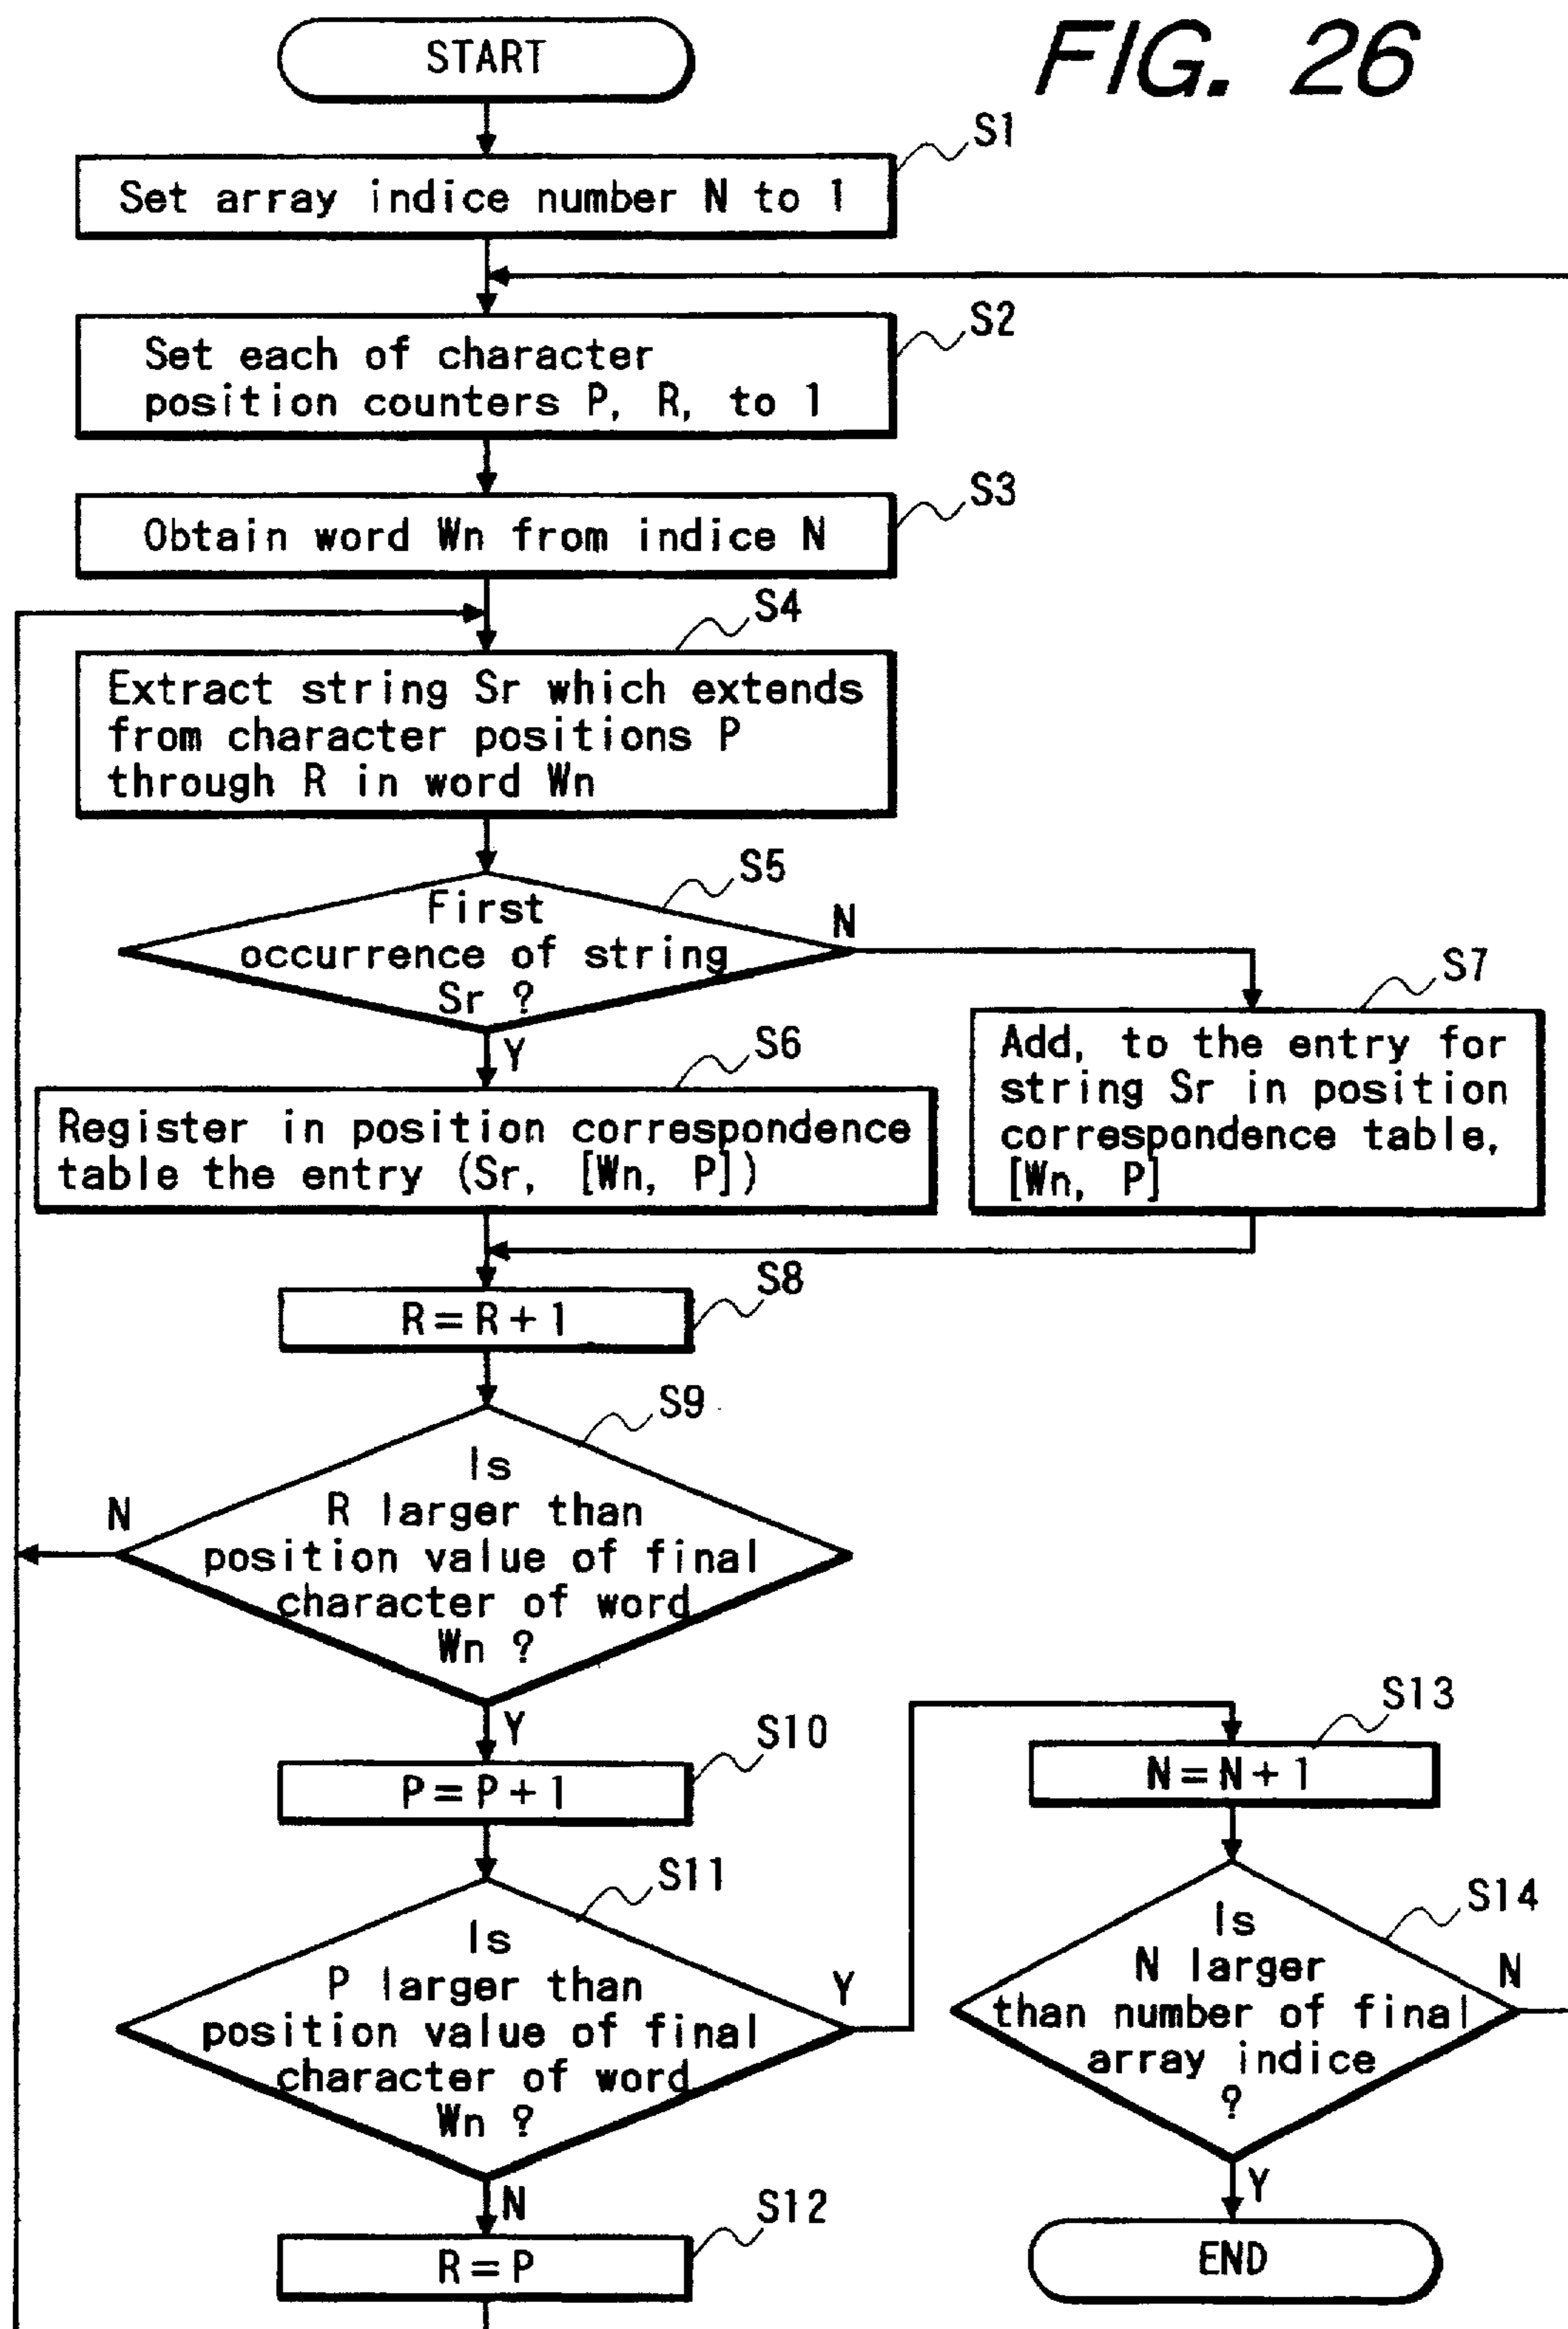 START
FIG. 26
S1
Set array indice number N to 1
S2
Set each of character
position counters P, R, to 1
S3
Obtain word Wn from indice N
S4
Extract string Sr which extends
from character positions P
through R in word Wn
S5
First
occurrence of string
Sr ?
N
Y
S6
Register in position correspondence
table the entry (Sr, [Wn, P])
S7
Add, to the entry for
string Sr in position
correspondence table,
[Wn, P]
S8
R=R+1
S9
Is
R larger than
position value of final
character of word
Wn ?
N
Y
S10
P=P+1
S11
Is
P larger than
position value of final
character of word
Wn ?
Y
N
S12
R=P
S13
N=N+1
S14
Is
N larger
than number of final
array indice
?
N
Y
END